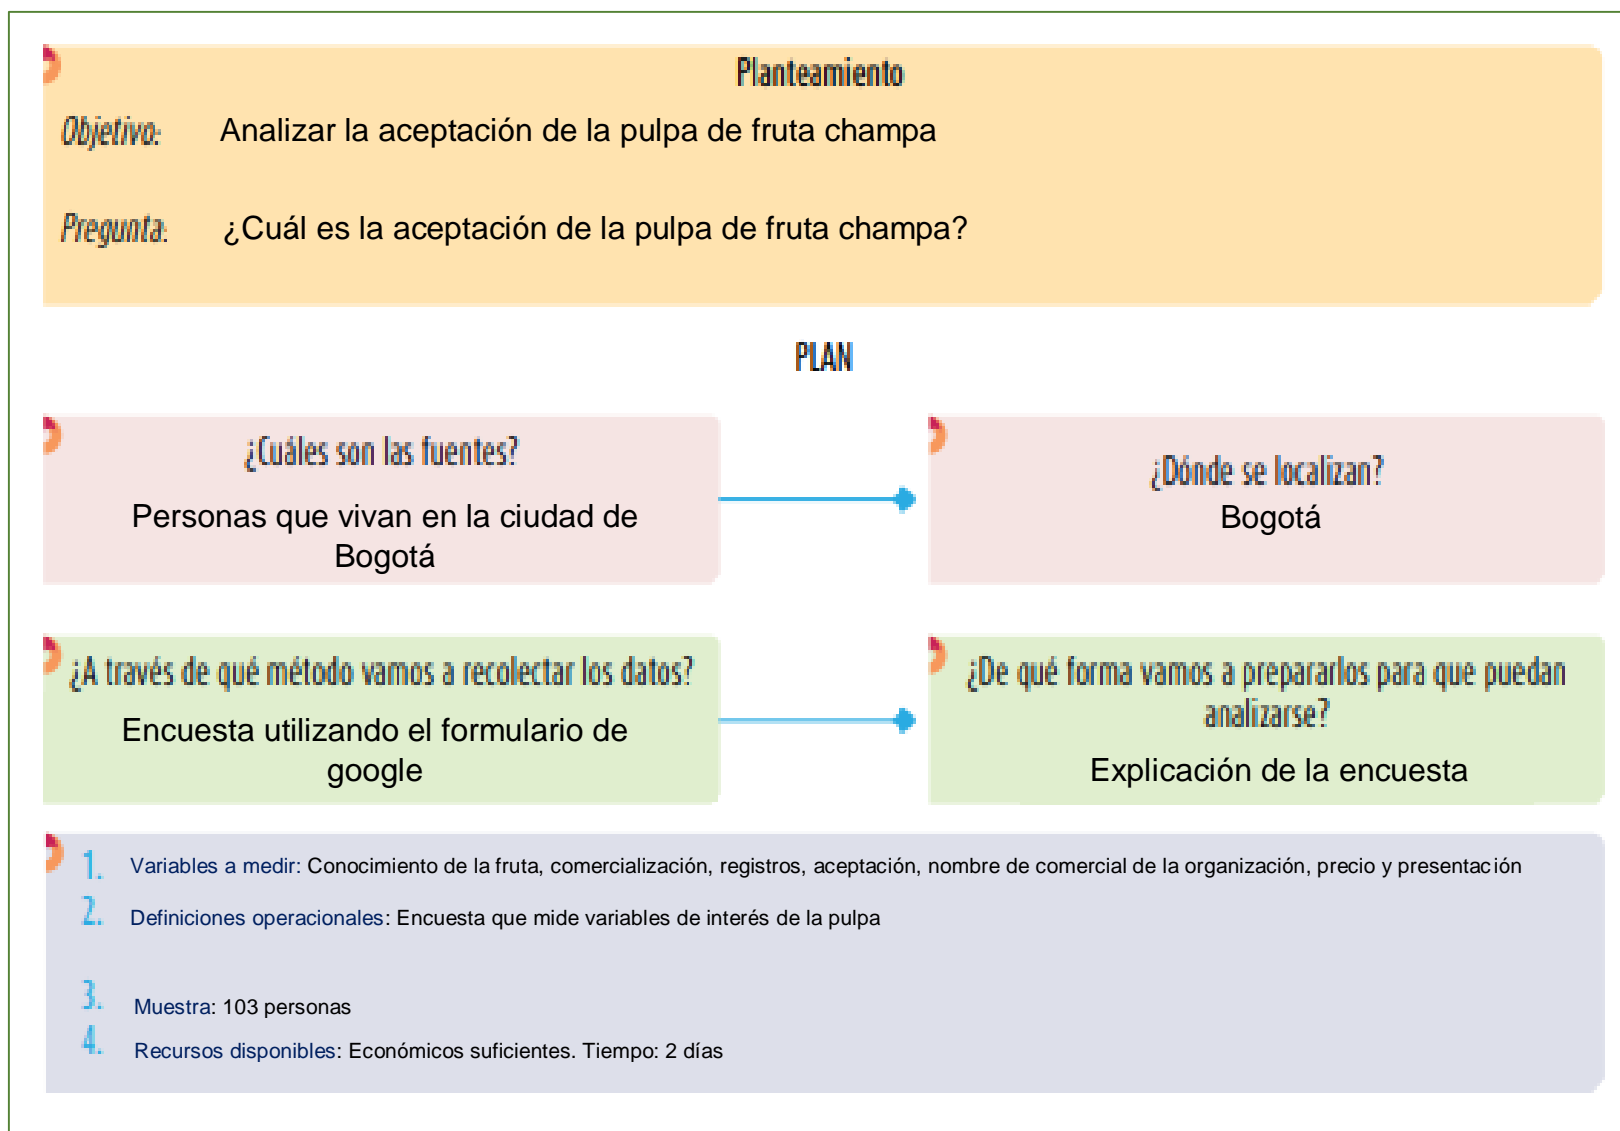 Planteamiento
Objetivo: Analizar la aceptación de la pulpa de fruta champa
Pregunta: ¿Cuál es la aceptación de la pulpa de fruta champa?
PLAN
¿Cuáles son las fuentes?
Personas que vivan en la ciudad de
Bogotá
¿Dónde se localizan?
Bogotá
¿A través de qué método vamos a recolectar los datos?
Encuesta utilizando el formulario de
google
¿De qué forma vamos a prepararlos para que puedan
analizarse?
Explicación de la encuesta
1. Variables a medir: Conocimiento de la fruta, comercialización, registros, aceptación, nombre de comercial de la organización, precio y presentación
2. Definiciones operacionales: Encuesta que mide variables de interés de la pulpa
3. Muestra: 103 personas
4. Recursos disponibles: Económicos suficientes. Tiempo: 2 días